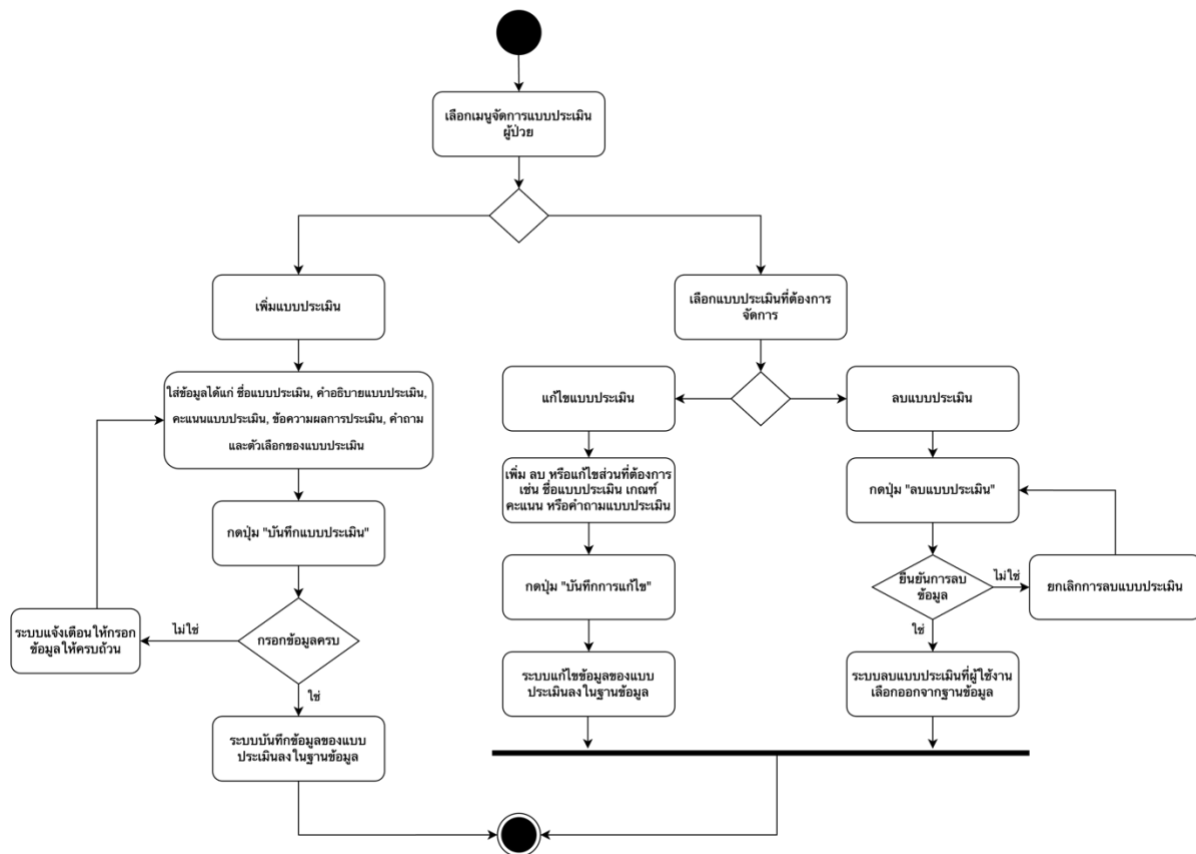 เลือกเมนูจัดการแบบประเมิน
ผู้ป่วย
เพิ่มแบบประเมิน
เลือกแบบประเมินที่ต้องการ
จัดการ
ใส่ข้อมูลได้แก่ ชื่อแบบประเมิน, คำอธิบายแบบประเมิน,
คะแนนแบบประเมิน, ข้อความผลการประเมิน, คำถาม
และตัวเลือกของแบบประเมิน
แก้ไขแบบประเมิน
ลบแบบประเมิน
เพิ่ม ลบ หรือแก้ไขส่วนที่ต้องการ
เช่น ชื่อแบบประเมิน เกณฑ์
คะแนน หรือคำถามแบบประเมิน
กดปุ่ม "ลบแบบประเมิน"
กดปุ่ม "บันทึกแบบประเมิน"
กดปุ่ม "บันทึกการแก้ไข"
ยืนยันการลบ
ข้อมูล
ไม่ใช่
ยกเลิกการลบแบบประเมิน
ใช่
ระบบแจ้งเตือนให้กรอก
ข้อมูลให้ครบถ้วน
ไม่ใช่
กรอกข้อมูลครบ
ใช่
ระบบแก้ไขข้อมูลของแบบ
ประเมินลงในฐานข้อมูล
ระบบลบแบบประเมินที่ผู้ใช้งาน
เลือกออกจากฐานข้อมูล
ระบบบันทึกข้อมูลของแบบ
ประเมินลงในฐานข้อมูล